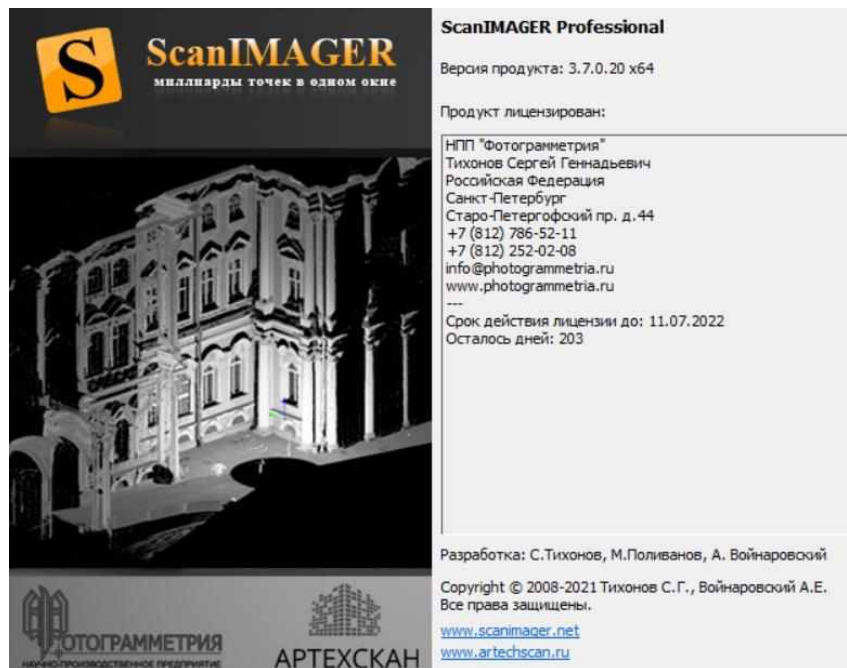 S
ScanIMAGER
миллиарды точек в одном окне
ФОТОГРАММЕТРИЯ
НАУЧНО-ПРОИЗВОДСТВЕННОЕ ПРЕДПРИЯТИЕ
АРТЕХСКАН
ScanIMAGER Professional
Версия продукта: 3.7.0.20 x64
Продукт лицензирован:
НПП "Фотограмметрия"
Тихонов Сергей Геннадьевич
Российская Федерация
Санкт-Петербург
Старо-Петергофский пр. д.44
+7 (812) 786-52-11
+7 (812) 252-02-08
info@photogrammetria.ru
www.photogrammetria.ru
---
Срок действия лицензии до: 11.07.2022
Осталось дней: 203
Разработка: С.Тихонов, М.Поливанов, А. Войнаровский
Copyright © 2008-2021 Тихонов С.Г., Войнаровский А.Е.
Все права защищены.
www.scanimager.net
www.artechscan.ru